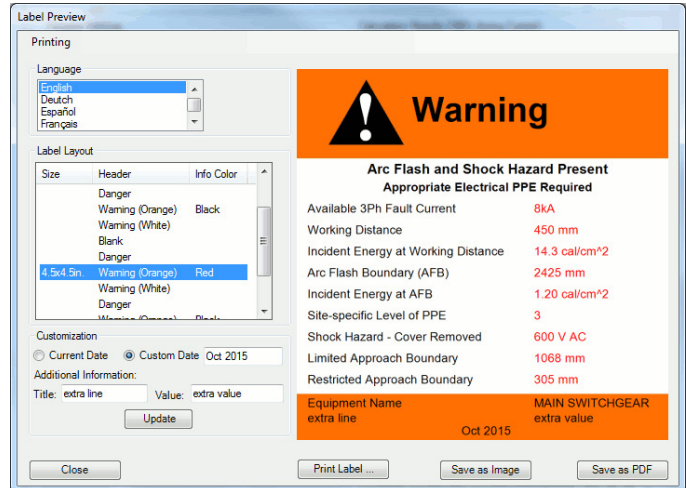 Label Preview
Printing
Language
English
Deutch
Español
Français
Label Layout
Size Header Info Color
Danger
Warning (Orange) Black
Warning (White)
Blank
Danger
4.5x4.5in. Warning (Orange) Red
Warning (White)
Danger
Warning (Orange) Black
Customization
Current Date Custom Date Oct 2015
Additional Information:
Title: extra line Value: extra value
Update
Close
Warning
Arc Flash and Shock Hazard Present
Appropriate Electrical PPE Required
Available 3Ph Fault Current 8kA
Working Distance 450 mm
Incident Energy at Working Distance 14.3 cal/cm^2
Arc Flash Boundary (AFB) 2425 mm
Incident Energy at AFB 1.20 cal/cm^2
Site-specific Level of PPE 3
Shock Hazard - Cover Removed 600 V AC
Limited Approach Boundary 1068 mm
Restricted Approach Boundary 305 mm
Equipment Name MAIN SWITCHGEAR
extra line extra value
Oct 2015
Print Label ... Save as Image Save as PDF